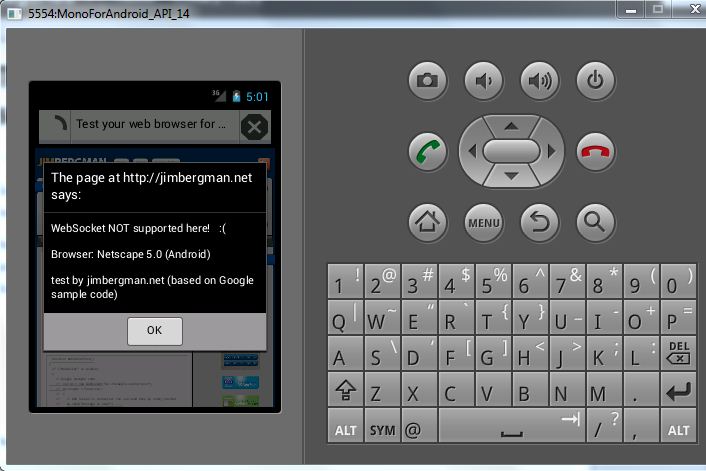 5554:MonoForAndroid_API_14
3G 5:01
Test your web browser for ...
JIMBERGMAN
The page at http://jimbergman.net
says:
WebSocket NOT supported here!   :(
Browser: Netscape 5.0 (Android)
test by jimbergman.net (based on Google
sample code)
OK
MENU
1 ! 2 @ 3 # 4 $ 5 % 6 ^ 7 & 8 * 9 ( 0 )
Q | W ~ E “ R ` T { Y } U _ I - O + P =
A S \ D ‘ F [ G ] H < J > K ; L : DEL
Z X C V B N M .
ALT SYM @ / ? , ALT